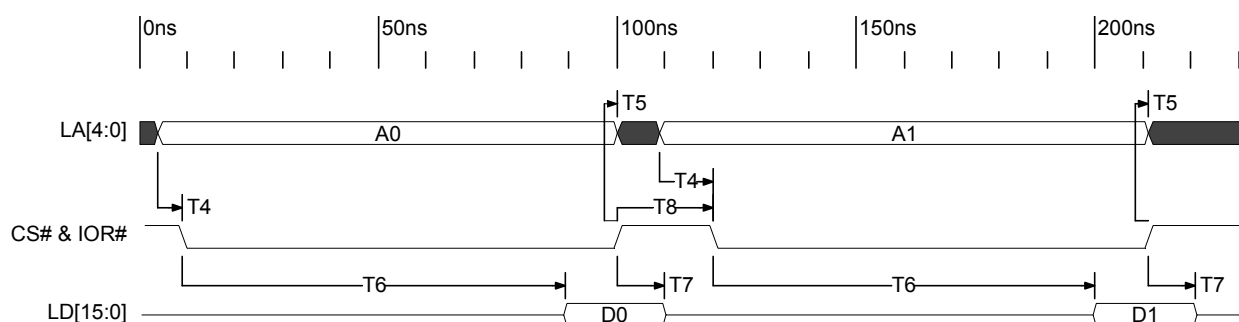 0ns 50ns 100ns 150ns 200ns
T5 T5
LA[4:0] A0 A1
T4
T4 T8
CS# & IOR#
T6 T7 T6 T7
LD[15:0] D0 D1